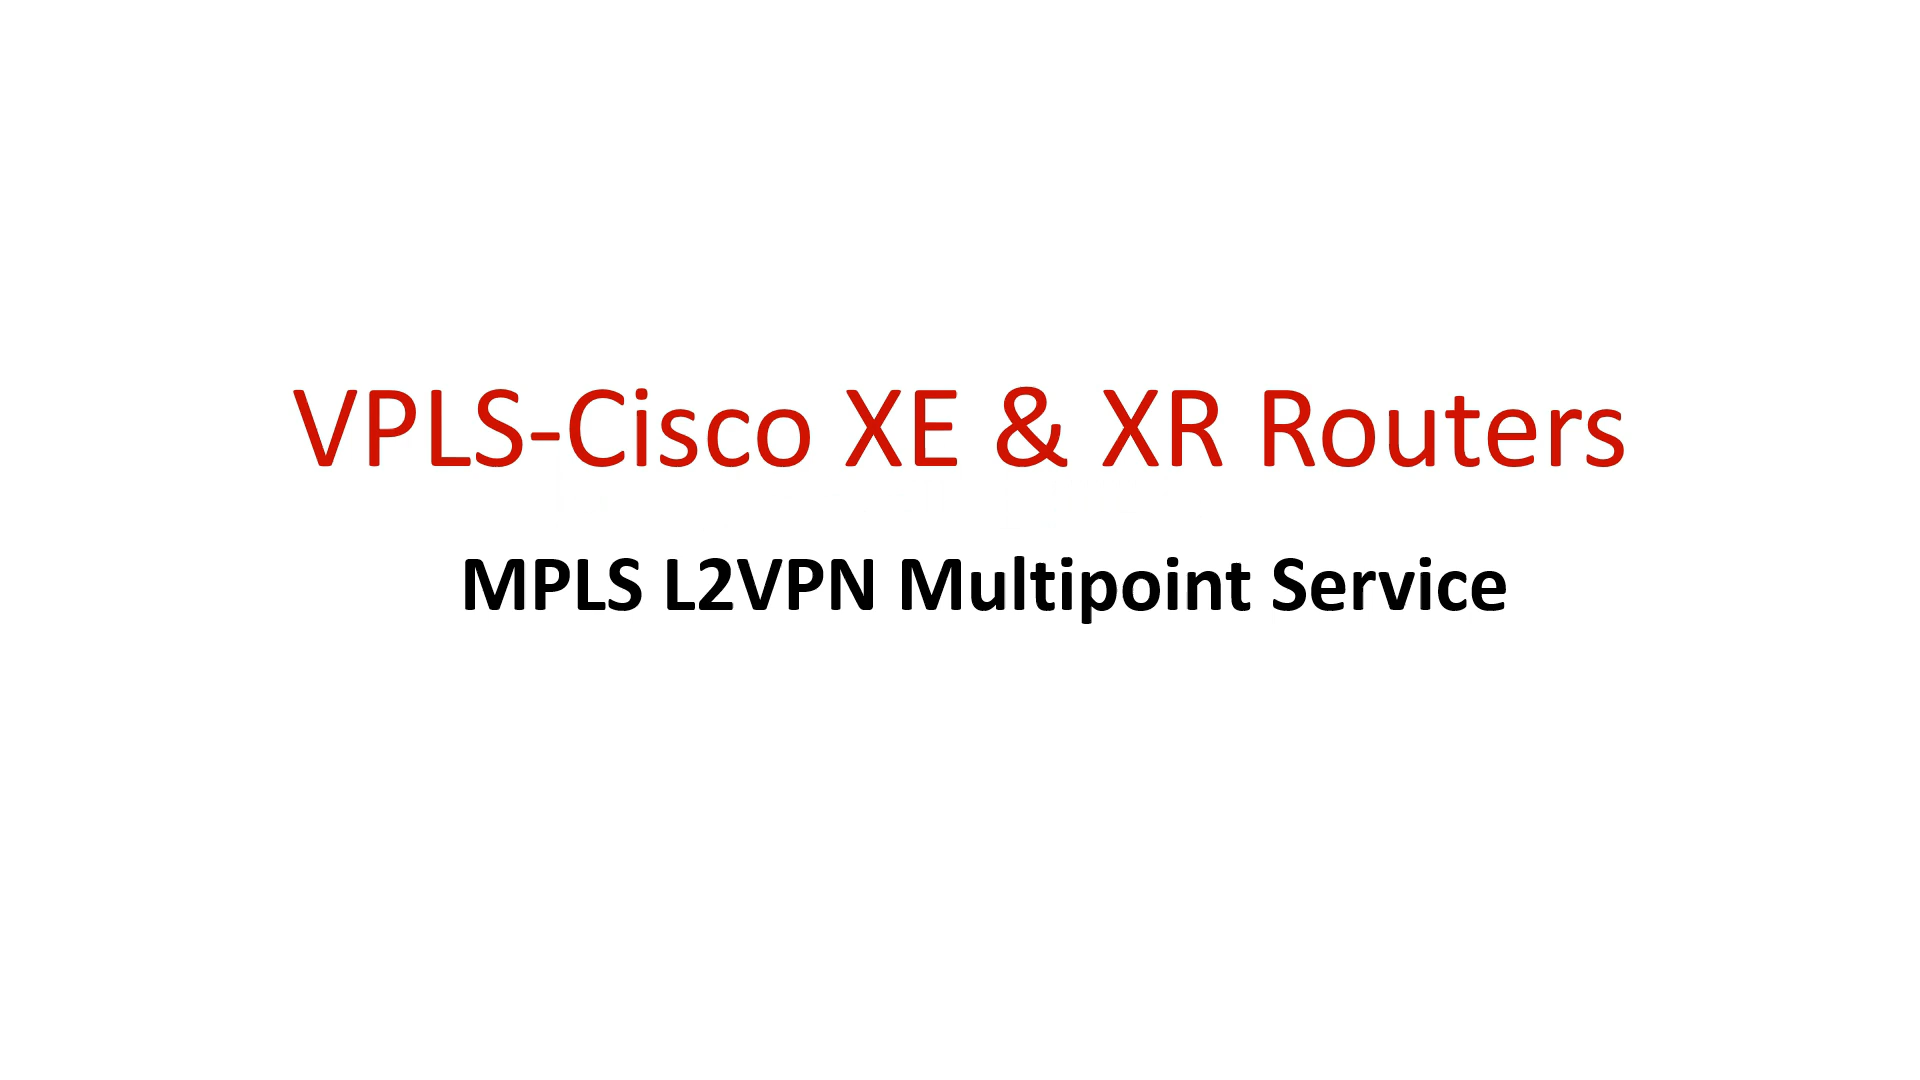 VPLS-Cisco XE & XR Routers
MPLS L2VPN Multipoint Service